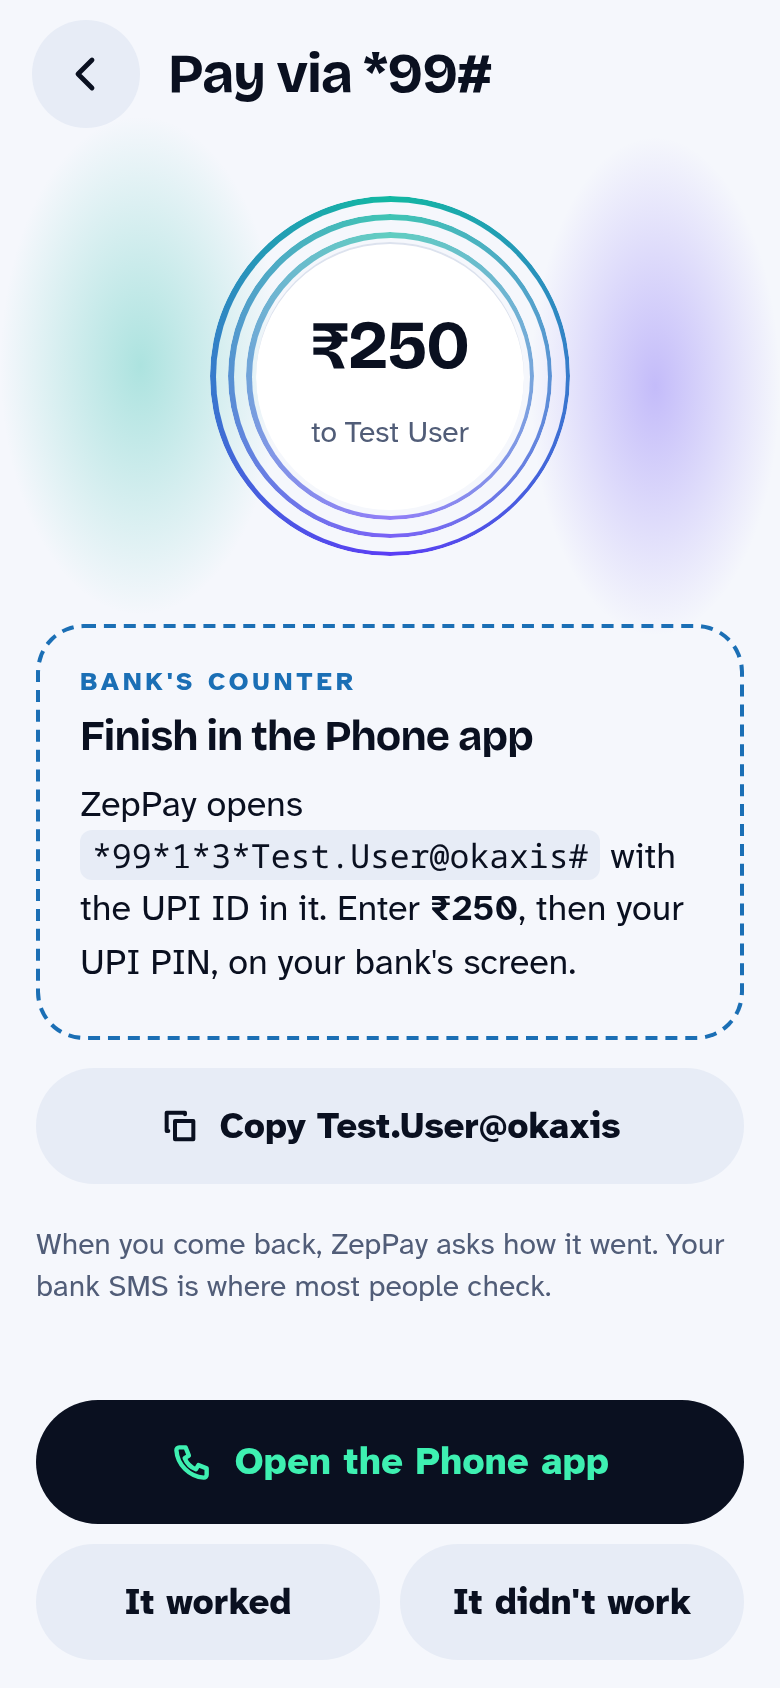 Pay via *99#
₹250
to Test User
BANK'S COUNTER
Finish in the Phone app
ZepPay opens
*99*1*3*Test.User@okaxis# with
the UPI ID in it. Enter ₹250, then your
UPI PIN, on your bank's screen.
Copy Test.User@okaxis
When you come back, ZepPay asks how it went. Your
bank SMS is where most people check.
Open the Phone app
It worked
It didn't work